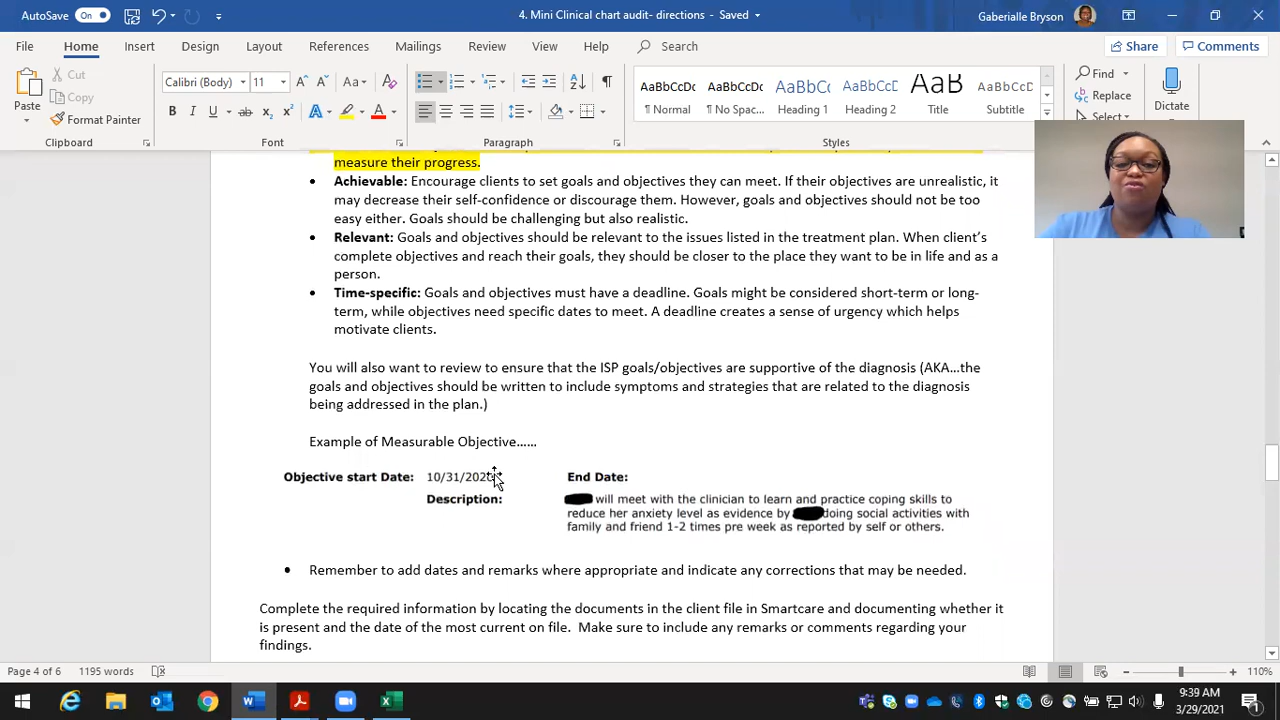 AutoSave On 4. Mini Clinical chart audit- directions - Saved Gaberialle Bryson
File Home Insert Design Layout References Mailings Review View Help Search Share Comments
Paste Cut Copy Format Painter
Calibri (Body) 11
AaBbCcDc AaBbCcDc AaBbCc AaBbCcC AaB AaBbCcC
¶ Normal ¶ No Spac... Heading 1 Heading 2 Title Subtitle
Find Replace Select Dictate
Clipboard Font Paragraph Styles
measure their progress.
• Achievable: Encourage clients to set goals and objectives they can meet. If their objectives are unrealistic, it
may decrease their self-confidence or discourage them. However, goals and objectives should not be too
easy either. Goals should be challenging but also realistic.
• Relevant: Goals and objectives should be relevant to the issues listed in the treatment plan. When client's
complete objectives and reach their goals, they should be closer to the place they want to be in life and as a
person.
• Time-specific: Goals and objectives must have a deadline. Goals might be considered short-term or long-
term, while objectives need specific dates to meet. A deadline creates a sense of urgency which helps
motivate clients.
You will also want to review to ensure that the ISP goals/objectives are supportive of the diagnosis (AKA…the
goals and objectives should be written to include symptoms and strategies that are related to the diagnosis
being addressed in the plan.)
Example of Measurable Objective……
Objective start Date: End Date:
Description: will meet with the clinician to learn and practice coping skills to
reduce her anxiety level as evidence by doing social activities with
family and friend 1-2 times pre week as reported by self or others.
• Remember to add dates and remarks where appropriate and indicate any corrections that may be needed.
Complete the required information by locating the documents in the client file in Smartcare and documenting whether it
is present and the date of the most current on file. Make sure to include any remarks or comments regarding your
findings.
Page 4 of 6 1195 words 110%
9:39 AM
3/29/2021